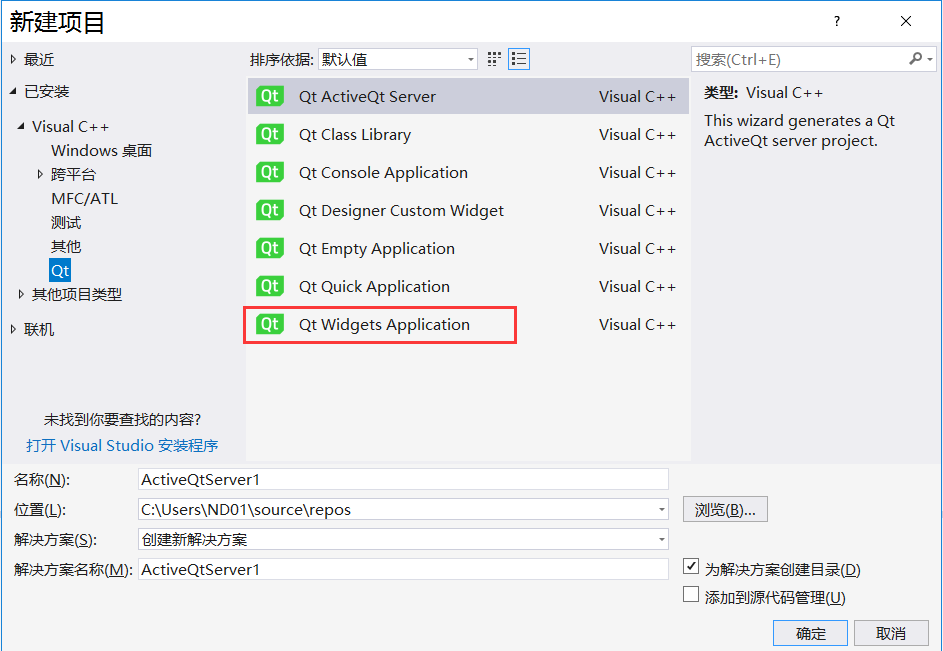 新建项目
?
最近
已安装
Visual C++
Windows 桌面
跨平台
MFC/ATL
测试
其他
Qt
其他项目类型
联机
未找到你要查找的内容?
打开 Visual Studio 安装程序
排序依据: 默认值
Qt Qt ActiveQt Server Visual C++
Qt Qt Class Library Visual C++
Qt Qt Console Application Visual C++
Qt Qt Designer Custom Widget Visual C++
Qt Qt Empty Application Visual C++
Qt Qt Quick Application Visual C++
Qt Qt Widgets Application Visual C++
搜索(Ctrl+E)
类型: Visual C++
This wizard generates a Qt
ActiveQt server project.
名称(N): ActiveQtServer1
位置(L): C:\Users\ND01\source\repos 浏览(B)...
解决方案(S): 创建新解决方案
解决方案名称(M): ActiveQtServer1 为解决方案创建目录(D)
添加到源代码管理(U)
确定 取消